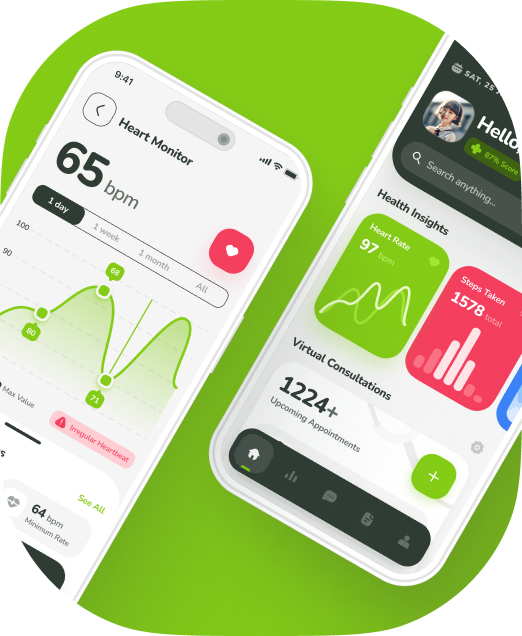 9:41
Heart Monitor
65 bpm
1 day
1 week
1 month
All
100
90
68
80
71
Max Value
Irregular Heartbeat
See All
64 bpm
Minimum Rate
SAT, 25
Hello,
87% Score
Search anything...
Health Insights
Heart Rate
97 bpm
Steps Taken
1578 total
Virtual Consultations
1224+
Upcoming Appointments